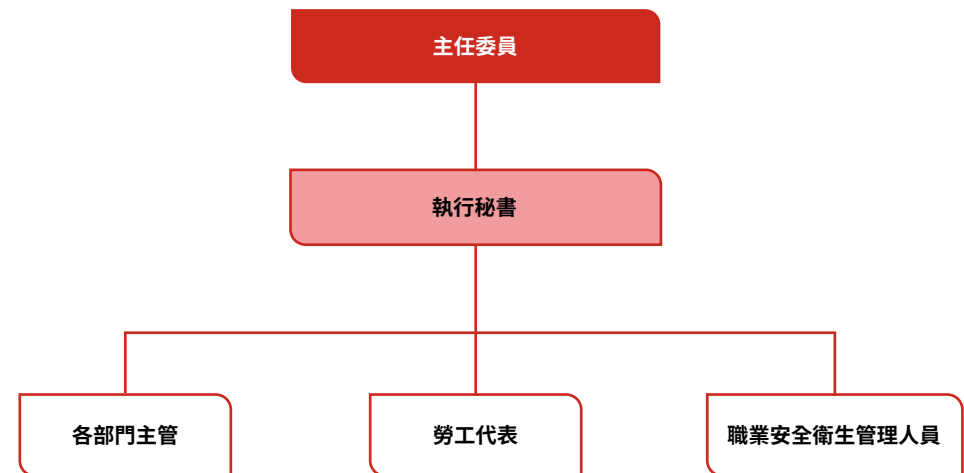 主任委員
執行秘書
各部門主管
勞工代表
職業安全衛生管理人員